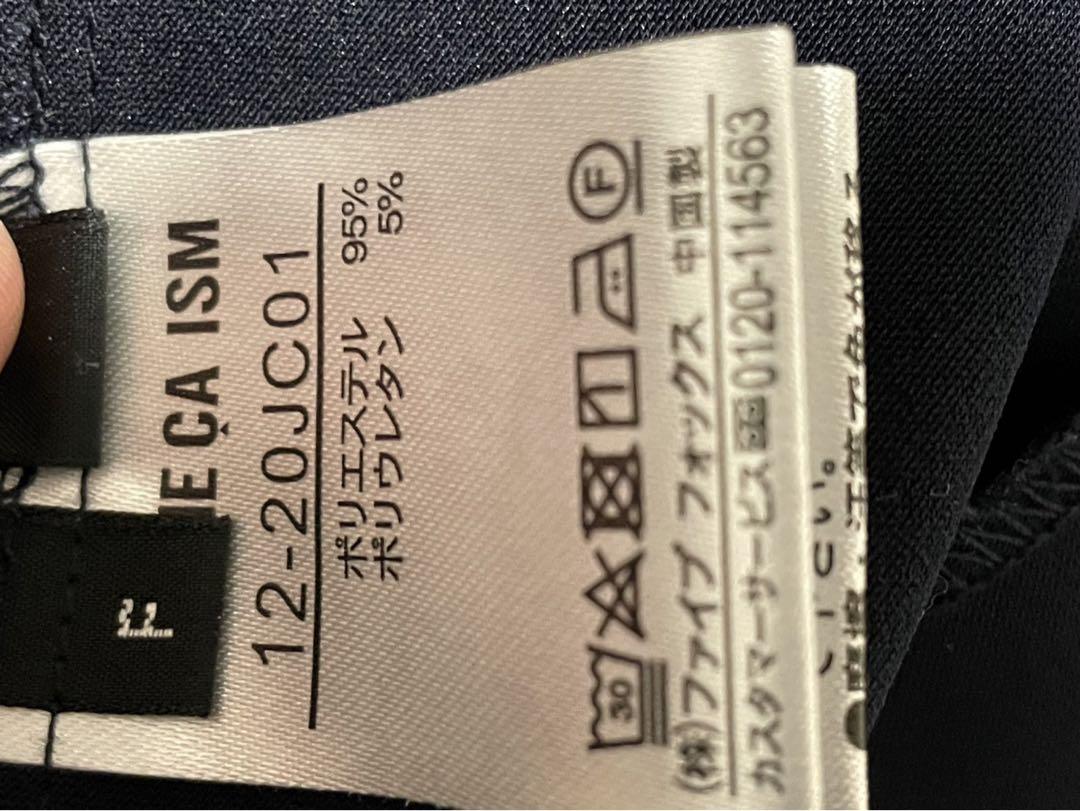 ÇA ISM
12-20JC01
ポリエステル 95%
ポリウレタン 5%
30 F
(株)ファイブ フォックス 中国製
カスタマーサービス 0120-114563
F